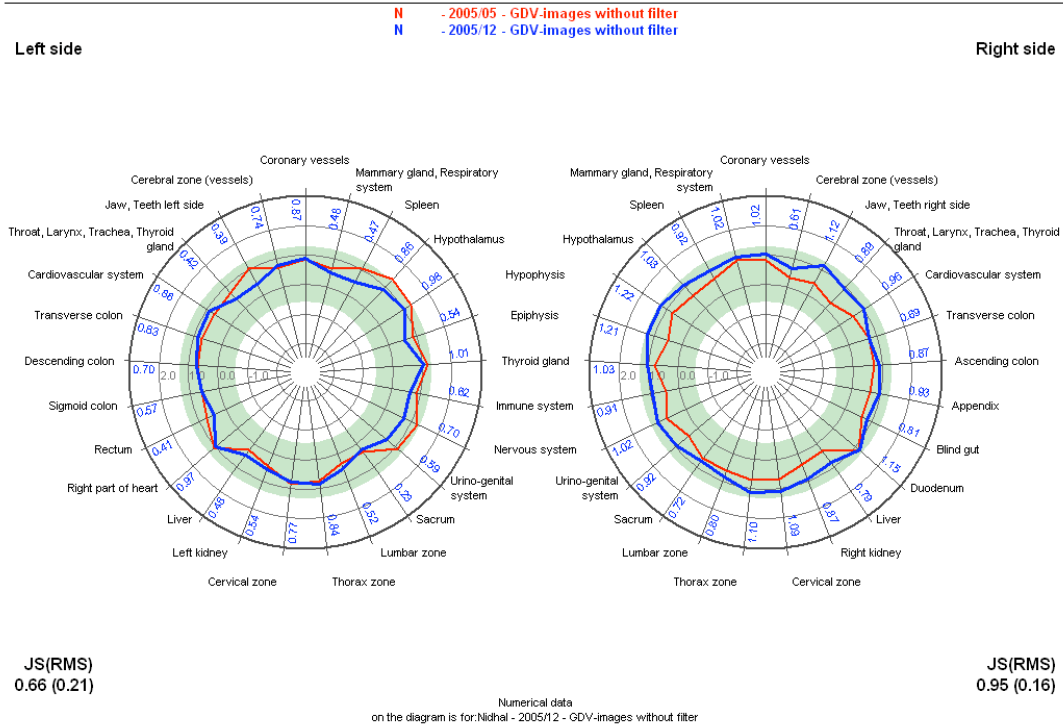 N - 2005/05 - GDV-images without filter
N - 2005/12 - GDV-images without filter
Left side
Right side
Coronary vessels
Mammary gland, Respiratory
system
Spleen
Hypothalamus
Hypophysis
Epiphysis
Thyroid gland
Immune system
Nervous system
Urino-genital
system
Sacrum
Lumbar zone
Thorax zone
Cervical zone
Left kidney
Liver
Right part of heart
Rectum
Sigmoid colon
Descending colon
Transverse colon
Cardiovascular system
Throat, Larynx, Trachea, Thyroid
gland
Jaw, Teeth left side
Cerebral zone (vessels)
0.87
0.48
0.47
0.86
0.98
0.54
1.01
0.62
0.70
0.59
0.28
0.52
0.84
0.77
0.54
0.48
0.97
0.41
0.57
0.70
0.83
0.86
0.42
0.39
0.74
2.0 1.0 0.0 -1.0
Coronary vessels
Cerebral zone (vessels)
Jaw, Teeth right side
Throat, Larynx, Trachea, Thyroid
gland
Cardiovascular system
Transverse colon
Ascending colon
Appendix
Blind gut
Duodenum
Liver
Right kidney
Cervical zone
Thorax zone
Lumbar zone
Sacrum
Urino-genital
system
Hypothalamus
Spleen
Mammary gland, Respiratory
system
1.02
0.61
1.12
0.89
0.96
0.89
0.87
0.93
0.81
1.15
0.79
0.87
1.09
1.10
0.80
0.72
0.92
1.02
0.91
1.03
1.21
1.22
1.03
0.92
1.02
2.0 1.0 0.0 -1.0
JS(RMS)
0.66 (0.21)
JS(RMS)
0.95 (0.16)
Numerical data
on the diagram is for:Nidhal - 2005/12 - GDV-images without filter